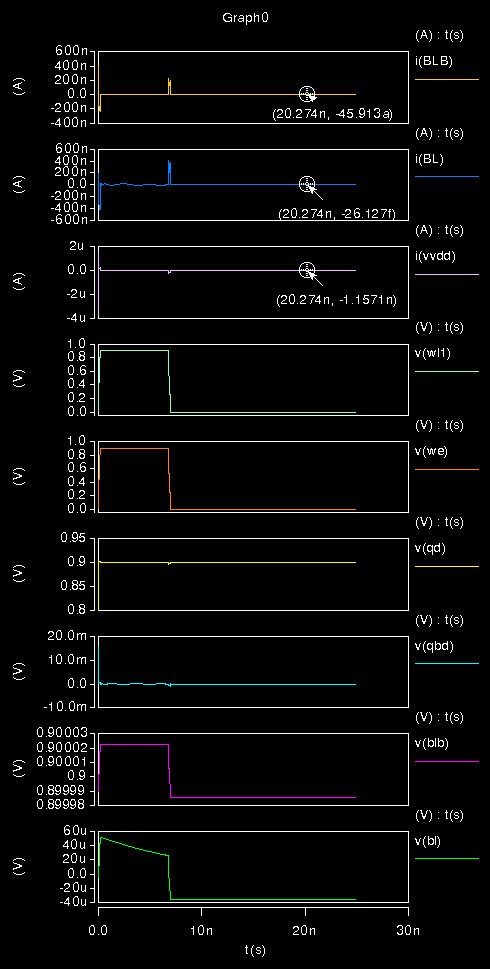 Graph0
(A) : t(s)
i(BLB)
600n
400n
200n
0.0
-200n
-400n
(A)
(20.274n, -45.913a)
(A) : t(s)
i(BL)
600n
400n
200n
0.0
-200n
-400n
-600n
(A)
(20.274n, -26.127f)
(A) : t(s)
i(vvdd)
2u
0.0
-2u
-4u
(A)
(20.274n, -1.1571n)
(V) : t(s)
v(wl1)
1.0
0.8
0.6
0.4
0.2
0.0
(V)
(V) : t(s)
v(we)
1.0
0.8
0.6
0.4
0.2
0.0
(V)
(V) : t(s)
v(qd)
0.95
0.9
0.85
0.8
(V)
(V) : t(s)
v(qbd)
20.0m
10.0m
0.0
-10.0m
(V)
(V) : t(s)
v(blb)
0.90003
0.90002
0.90001
0.9
0.89999
0.89998
(V)
(V) : t(s)
v(bl)
60u
40u
20u
0.0
-20u
-40u
(V)
0.0
10n
20n
30n
t(s)